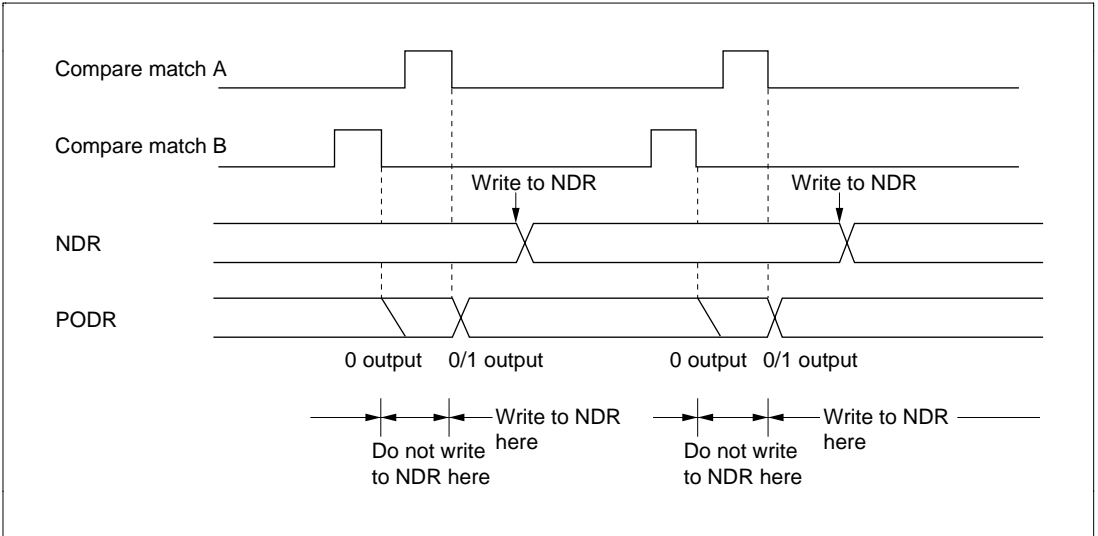 Compare match A
Compare match B
Write to NDR
Write to NDR
NDR
PODR
0 output
0/1 output
0 output
0/1 output
Write to NDR
here
Do not write
to NDR here
Write to NDR
here
Do not write
to NDR here